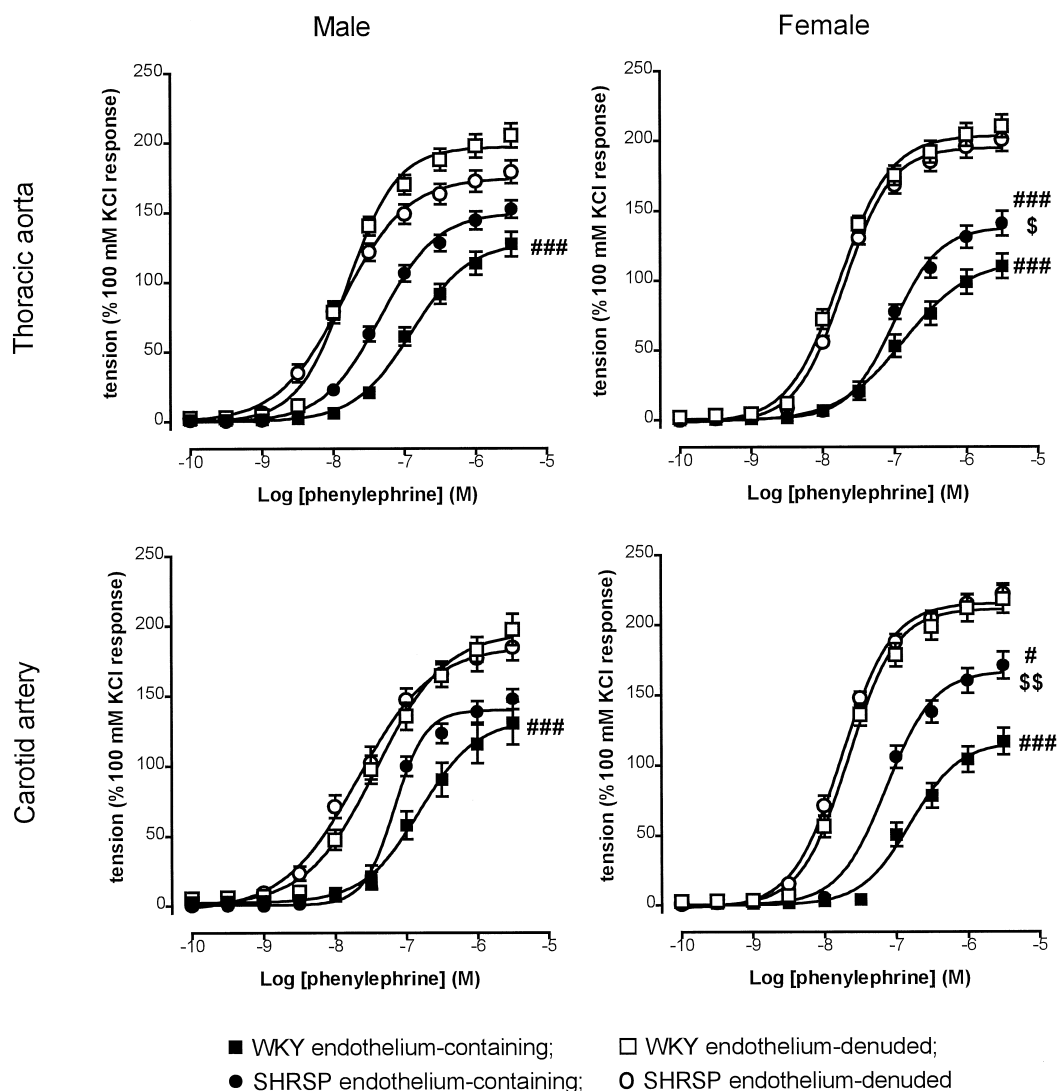 Male
Female
Thoracic aorta
tension (% 100 mM KCl response)
250
200
150
100
50
0
-10 -9 -8 -7 -6 -5
Log [phenylephrine] (M)
###
tension (% 100 mM KCl response)
250
200
150
100
50
0
-10 -9 -8 -7 -6 -5
Log [phenylephrine] (M)
###
$
###
Carotid artery
tension (% 100 mM KCl response)
250
200
150
100
50
0
-10 -9 -8 -7 -6 -5
Log [phenylephrine] (M)
###
tension (% 100 mM KCl response)
250
200
150
100
50
0
-10 -9 -8 -7 -6 -5
Log [phenylephrine] (M)
#
$$
###
WKY endothelium-containing;
WKY endothelium-denuded;
SHRSP endothelium-containing;
SHRSP endothelium-denuded